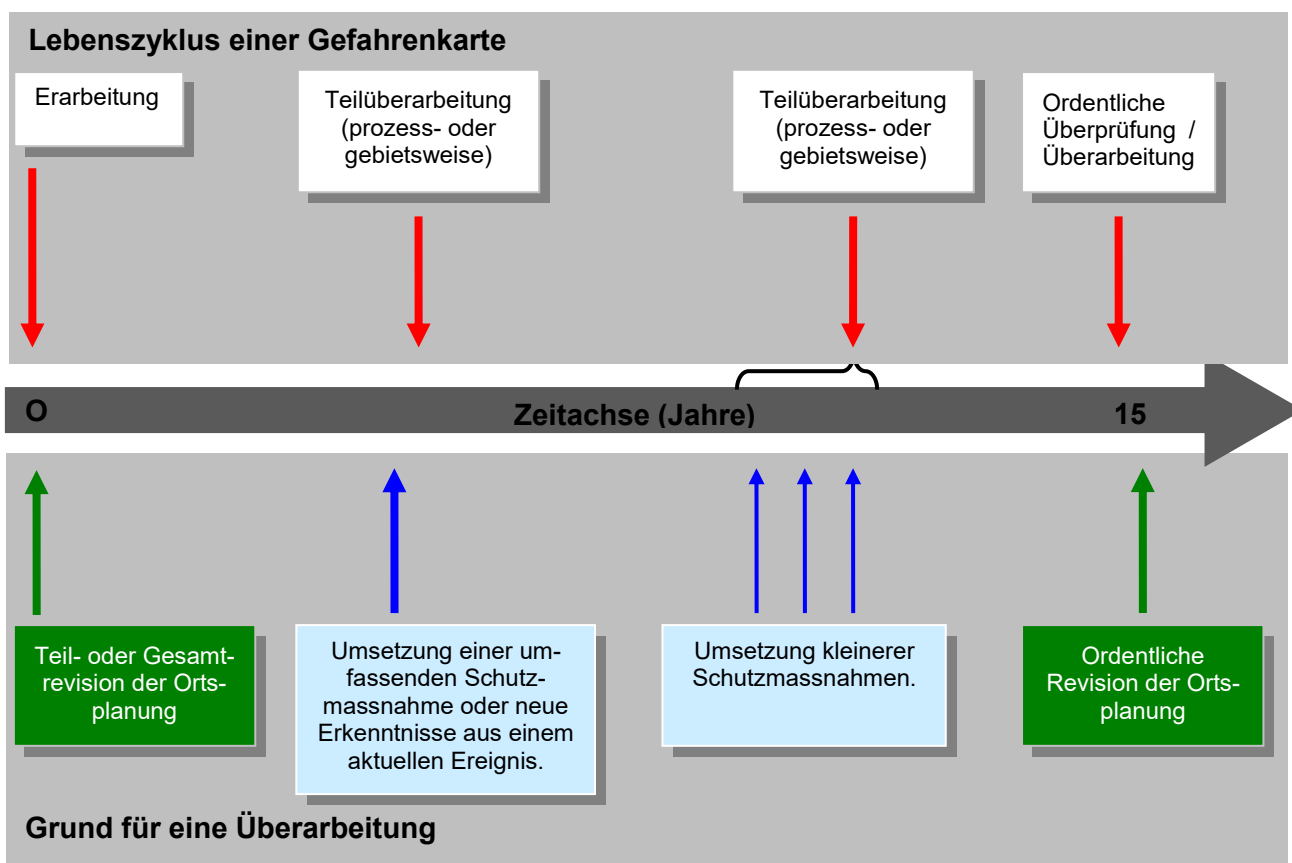 Lebenszyklus einer Gefahrenkarte
Erarbeitung
Teilüberarbeitung
(prozess- oder
gebietsweise)
Teilüberarbeitung
(prozess- oder
gebietsweise)
Ordentliche
Überprüfung /
Überarbeitung
O
Zeitachse (Jahre)
15
Teil- oder Gesamt-
revision der Orts-
planung
Umsetzung einer um-
fassenden Schutz-
massnahme oder neue
Erkenntnisse aus einem
aktuellen Ereignis.
Umsetzung kleinerer
Schutzmassnahmen.
Ordentliche
Revision der Orts-
planung
Grund für eine Überarbeitung